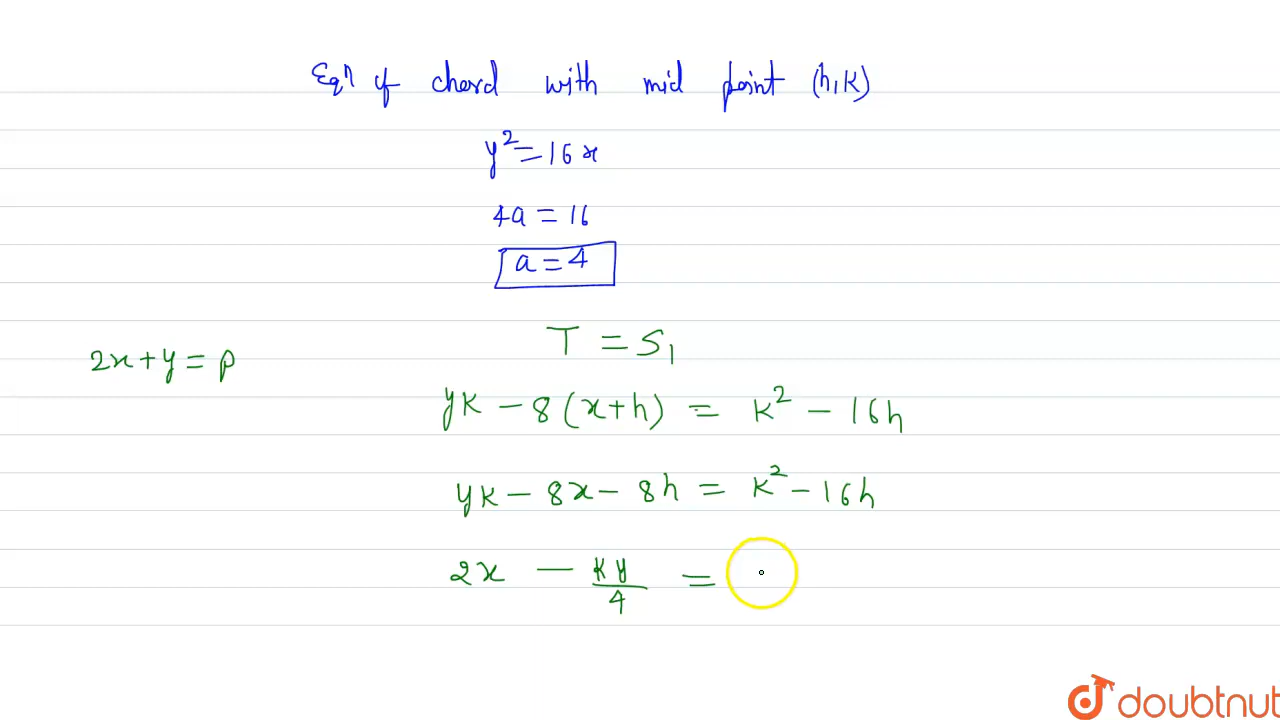 Eqn of chord with mid point (h,k)
y² = 16x
4a = 16
a = 4
T = S₁
2x + y = p
yk − 8(x+h) = k² − 16h
yk − 8x − 8h = k² − 16h
2x − ky/4 =
doubtnut